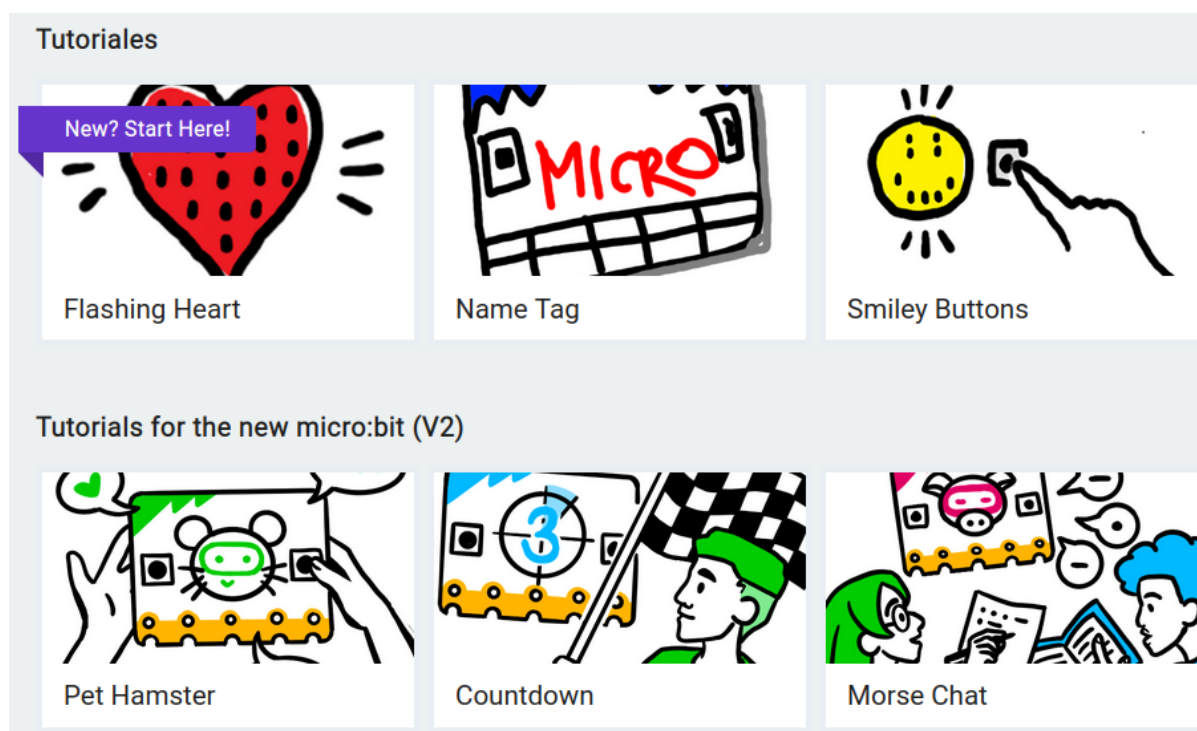 Tutoriales
New? Start Here!
MICRO
Flashing Heart
Name Tag
Smiley Buttons
Tutorials for the new micro:bit (V2)
3
Pet Hamster
Countdown
Morse Chat